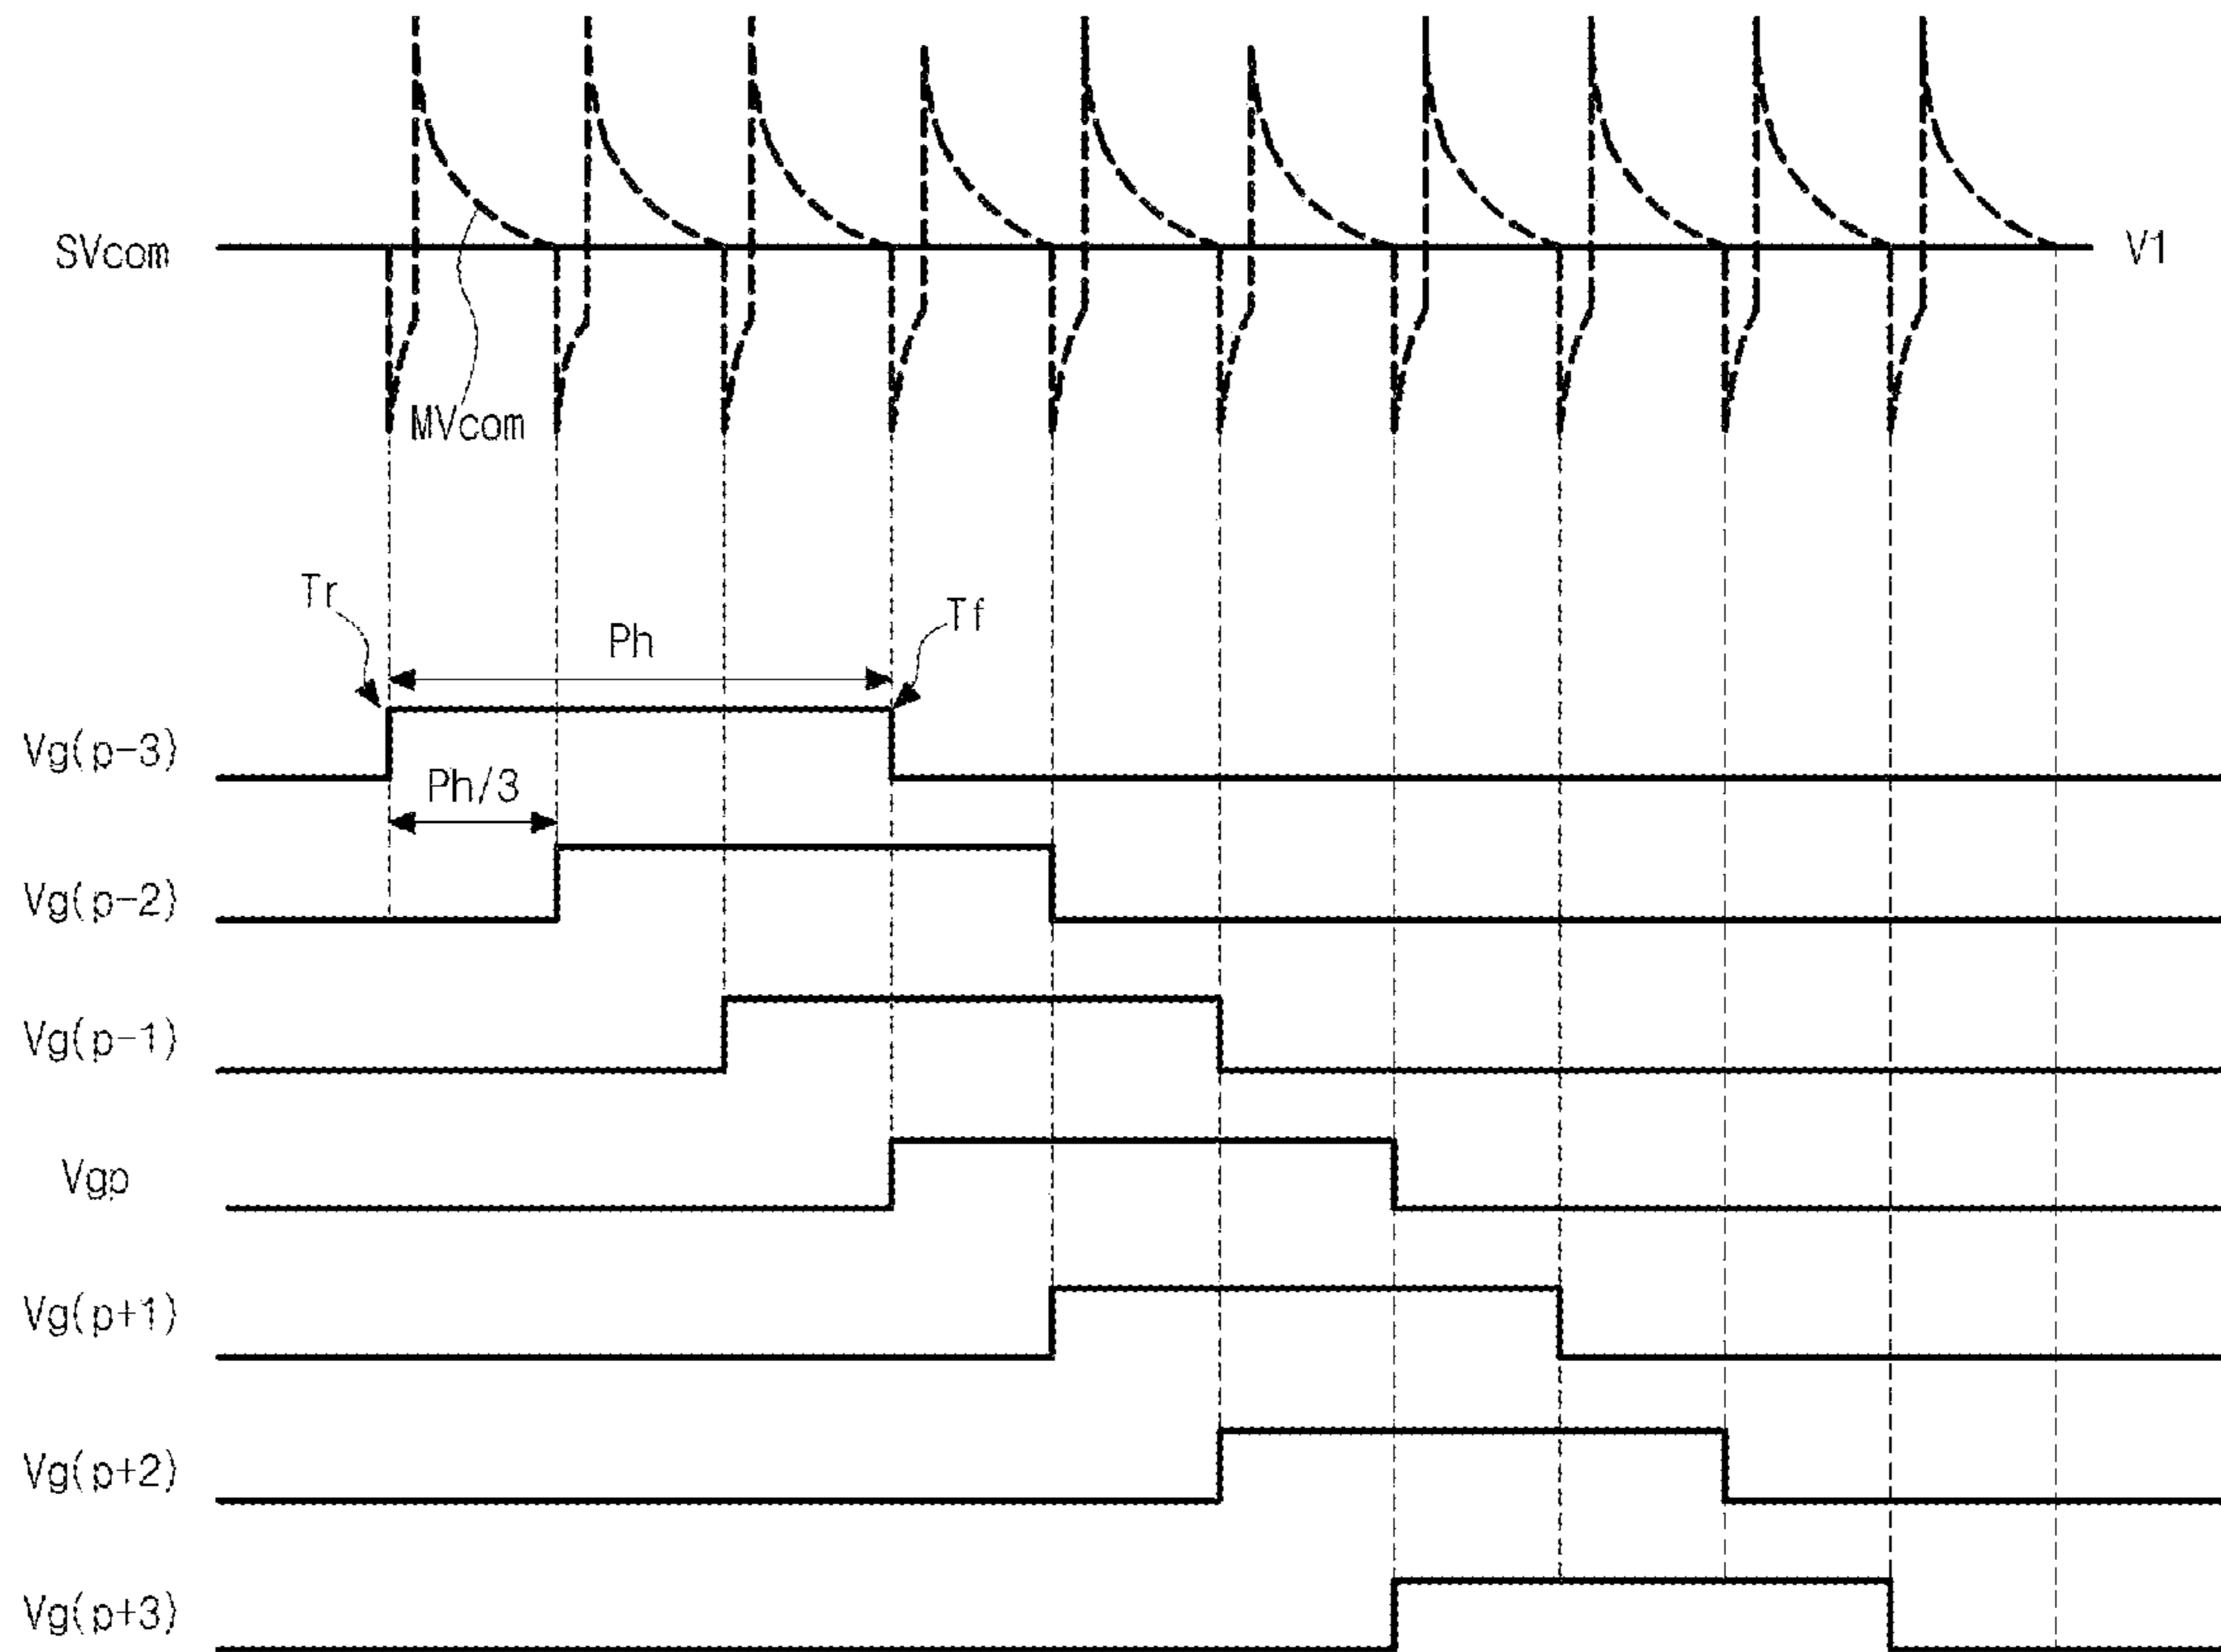 SVcom
V1
MVcom
Tr
Ph
Tf
Vg(p-3)
Ph/3
Vg(p-2)
Vg(p-1)
Vgp
Vg(p+1)
Vg(p+2)
Vg(p+3)